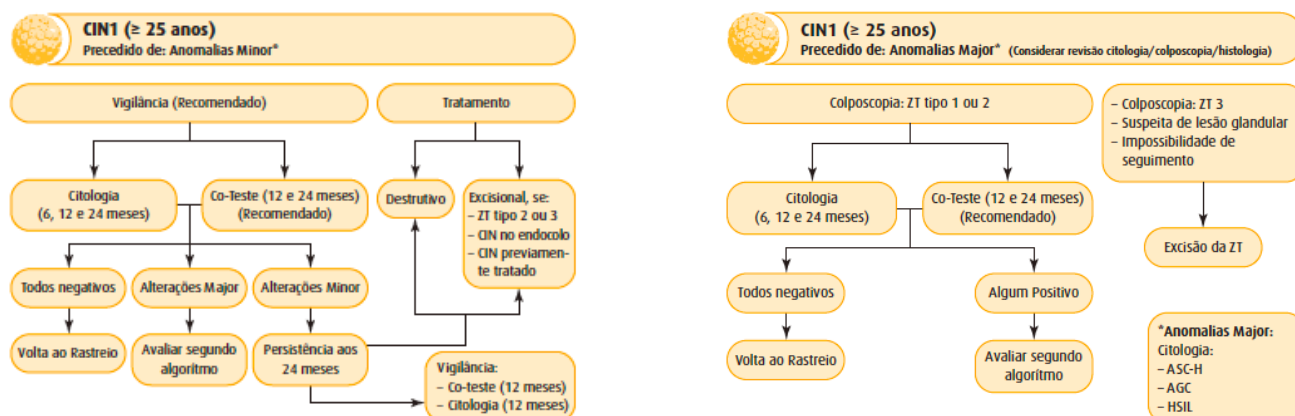 CIN1 (≥ 25 anos)
Precedido de: Anomalias Minor*
Vigilância (Recomendado)
Tratamento
Citologia
(6, 12 e 24 meses)
Co-Teste (12 e 24 meses)
(Recomendado)
Destrutivo
Excisional, se:
– ZT tipo 2 ou 3
– CIN no endocolo
– CIN previamen-
te tratado
Todos negativos
Alterações Major
Alterações Minor
Volta ao Rastreio
Avaliar segundo
algoritmo
Persistência aos
24 meses
Vigilância:
– Co-teste (12 meses)
– Citologia (12 meses)
CIN1 (≥ 25 anos)
Precedido de: Anomalias Major* (Considerar revisão citologia/colposcopia/histologia)
Colposcopia: ZT tipo 1 ou 2
– Colposcopia: ZT 3
– Suspeita de lesão glandular
– Impossibilidade de
seguimento
Citologia
(6, 12 e 24 meses)
Co-Teste (12 e 24 meses)
(Recomendado)
Excisão da ZT
Todos negativos
Algum Positivo
Volta ao Rastreio
Avaliar segundo
algoritmo
*Anomalias Major:
Citologia:
– ASC-H
– AGC
– HSIL